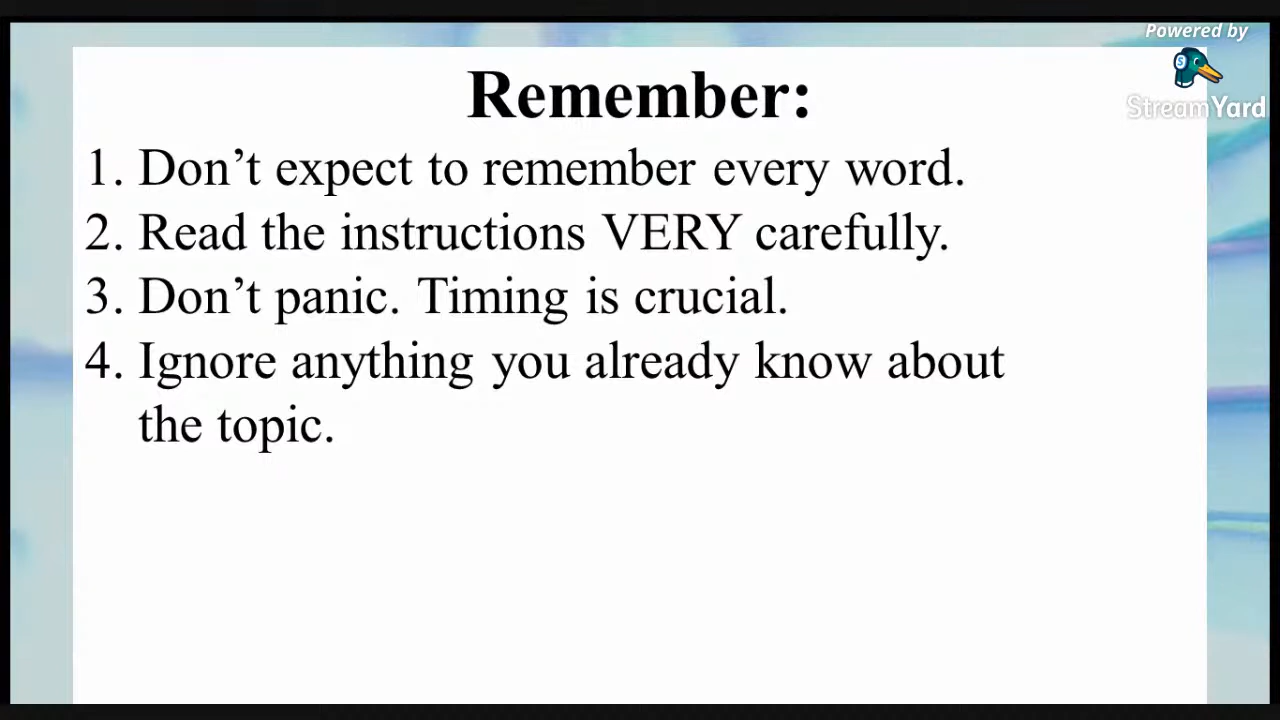 Powered by
StreamYard
Remember:
1. Don’t expect to remember every word.
2. Read the instructions VERY carefully.
3. Don’t panic. Timing is crucial.
4. Ignore anything you already know about
the topic.